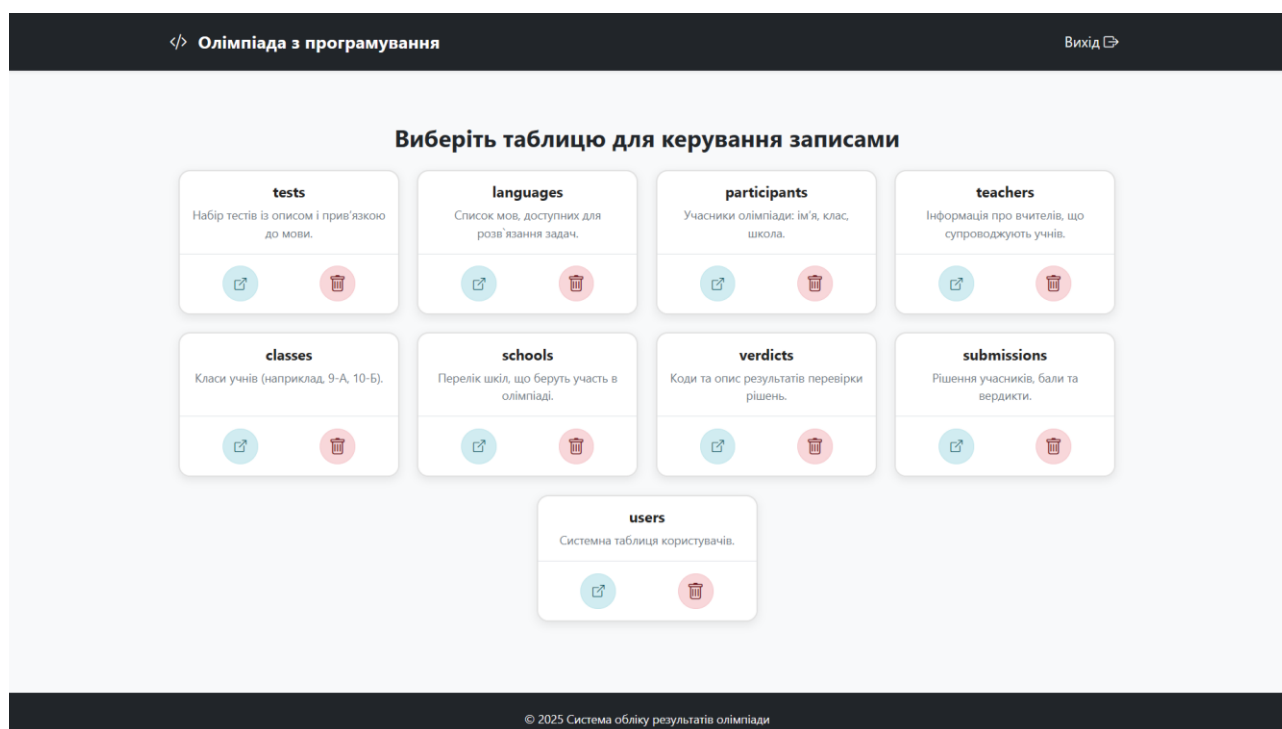 </> Олімпіада з програмування
Вихід
Виберіть таблицю для керування записами
tests
Набір тестів із описом і прив'язкою
до мови.
languages
Список мов, доступних для
розв`язання задач.
participants
Учасники олімпіади: ім'я, клас,
школа.
teachers
Інформація про вчителів, що
супроводжують учнів.
classes
Класи учнів (наприклад, 9-А, 10-Б).
schools
Перелік шкіл, що беруть участь в
олімпіаді.
verdicts
Коди та опис результатів перевірки
рішень.
submissions
Рішення учасників, бали та
вердикти.
users
Системна таблиця користувачів.
© 2025 Система обліку результатів олімпіади